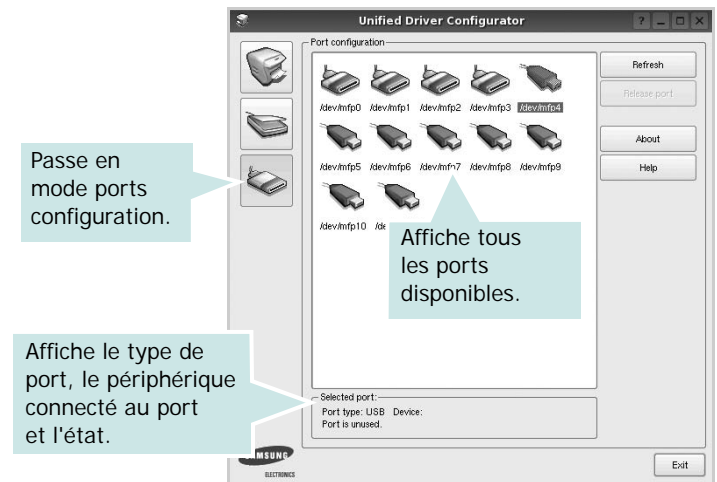 Unified Driver Configurator
Port configuration
/dev/mfp0 /dev/mfp1 /dev/mfp2 /dev/mfp3 /dev/mfp4
/dev/mfp5 /dev/mfp6 /dev/mfp7 /dev/mfp8 /dev/mfp9
/dev/mfp10
Refresh
Release port
About
Help
Passe en
mode ports
configuration.
Affiche tous
les ports
disponibles.
Affiche le type de
port, le périphérique
connecté au port
et l'état.
Selected port:
Port type: USB Device:
Port is unused.
ELECTRONICS
Exit